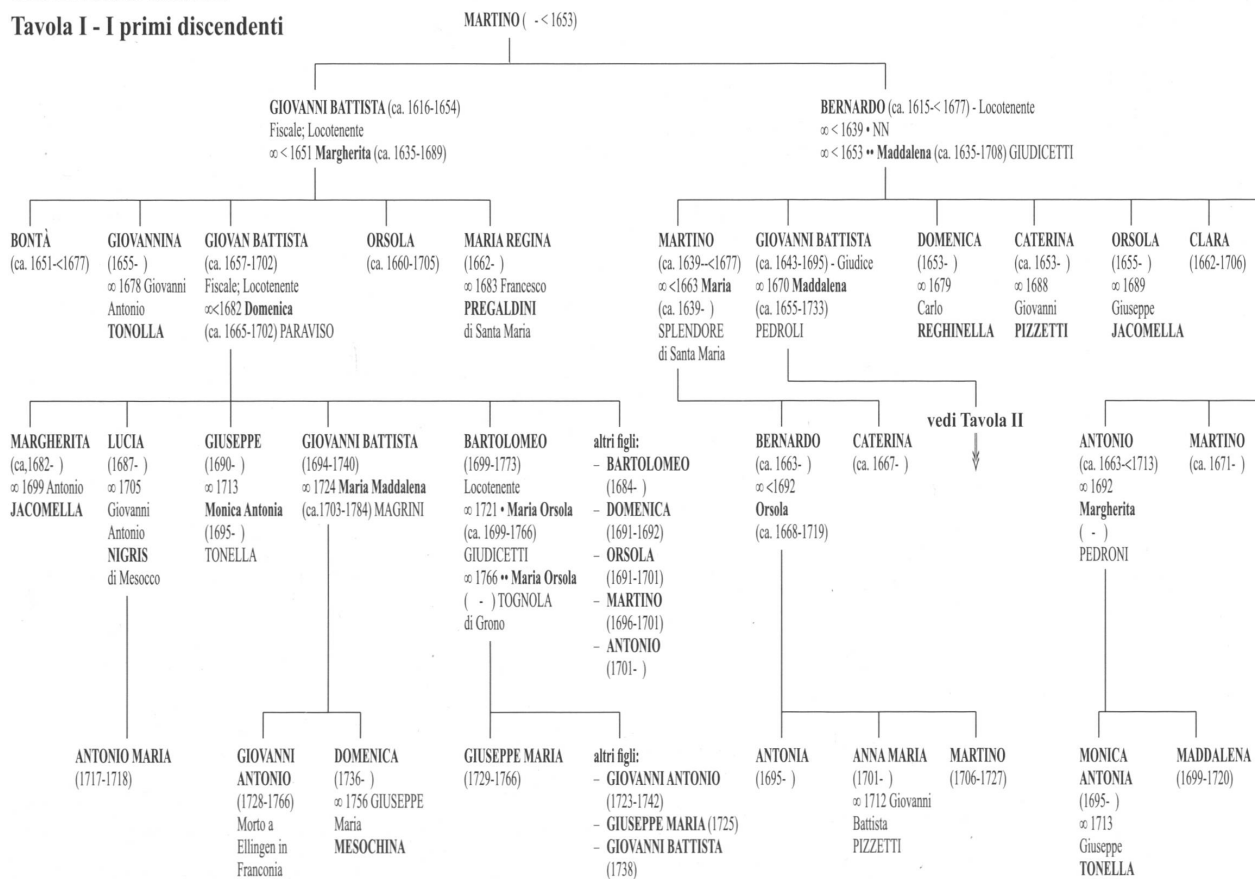 Tavola I - I primi discendenti
MARTINO ( - < 1653)
GIOVANNI BATTISTA (ca. 1616-1654)
Fiscale; Locotenente
∞ < 1651 Margherita (ca. 1635-1689)
BERNARDO (ca. 1615-< 1677) - Locotenente
∞ < 1639 • NN
∞ < 1653 •• Maddalena (ca. 1635-1708) GIUDICETTI
BONTÀ
(ca. 1651-<1677)
GIOVANNINA
(1655- )
∞ 1678 Giovanni
Antonio
TONOLLA
GIOVAN BATTISTA
(ca. 1657-1702)
Fiscale; Locotenente
∞<1682 Domenica
(ca. 1665-1702) PARAVISO
ORSOLA
(ca. 1660-1705)
MARIA REGINA
(1662- )
∞ 1683 Francesco
PREGALDINI
di Santa Maria
MARTINO
(ca. 1639--<1677)
∞ <1663 Maria
(ca. 1639- )
SPLENDORE
di Santa Maria
GIOVANNI BATTISTA
(ca. 1643-1695) - Giudice
∞ 1670 Maddalena
(ca. 1655-1733)
PEDROLI
DOMENICA
(1653- )
∞ 1679
Carlo
REGHINELLA
CATERINA
(ca. 1653- )
∞ 1688
Giovanni
PIZZETTI
ORSOLA
(1655- )
∞ 1689
Giuseppe
JACOMELLA
CLARA
(1662-1706)
MARGHERITA
(ca,1682- )
∞ 1699 Antonio
JACOMELLA
LUCIA
(1687- )
∞ 1705
Giovanni
Antonio
NIGRIS
di Mesocco
GIUSEPPE
(1690- )
∞ 1713
Monica Antonia
(1695- )
TONELLA
GIOVANNI BATTISTA
(1694-1740)
∞ 1724 Maria Maddalena
(ca.1703-1784) MAGRINI
BARTOLOMEO
(1699-1773)
Locotenente
∞ 1721 • Maria Orsola
(ca. 1699-1766)
GIUDICETTI
∞ 1766 •• Maria Orsola
( - ) TOGNOLA
di Grono
altri figli:
– BARTOLOMEO
(1684- )
– DOMENICA
(1691-1692)
– ORSOLA
(1691-1701)
– MARTINO
(1696-1701)
– ANTONIO
(1701- )
BERNARDO
(ca. 1663- )
∞ <1692
Orsola
(ca. 1668-1719)
CATERINA
(ca. 1667- )
vedi Tavola II
ANTONIO
(ca. 1663-<1713)
∞ 1692
Margherita
( - )
PEDRONI
MARTINO
(ca. 1671- )
ANTONIO MARIA
(1717-1718)
GIOVANNI
ANTONIO
(1728-1766)
Morto a
Ellingen in
Franconia
DOMENICA
(1736- )
∞ 1756 GIUSEPPE
Maria
MESOCHINA
GIUSEPPE MARIA
(1729-1766)
altri figli:
– GIOVANNI ANTONIO
(1723-1742)
– GIUSEPPE MARIA (1725)
– GIOVANNI BATTISTA
(1738)
ANTONIA
(1695- )
ANNA MARIA
(1701- )
∞ 1712 Giovanni
Battista
PIZZETTI
MARTINO
(1706-1727)
MONICA
ANTONIA
(1695- )
∞ 1713
Giuseppe
TONELLA
MADDALENA
(1699-1720)